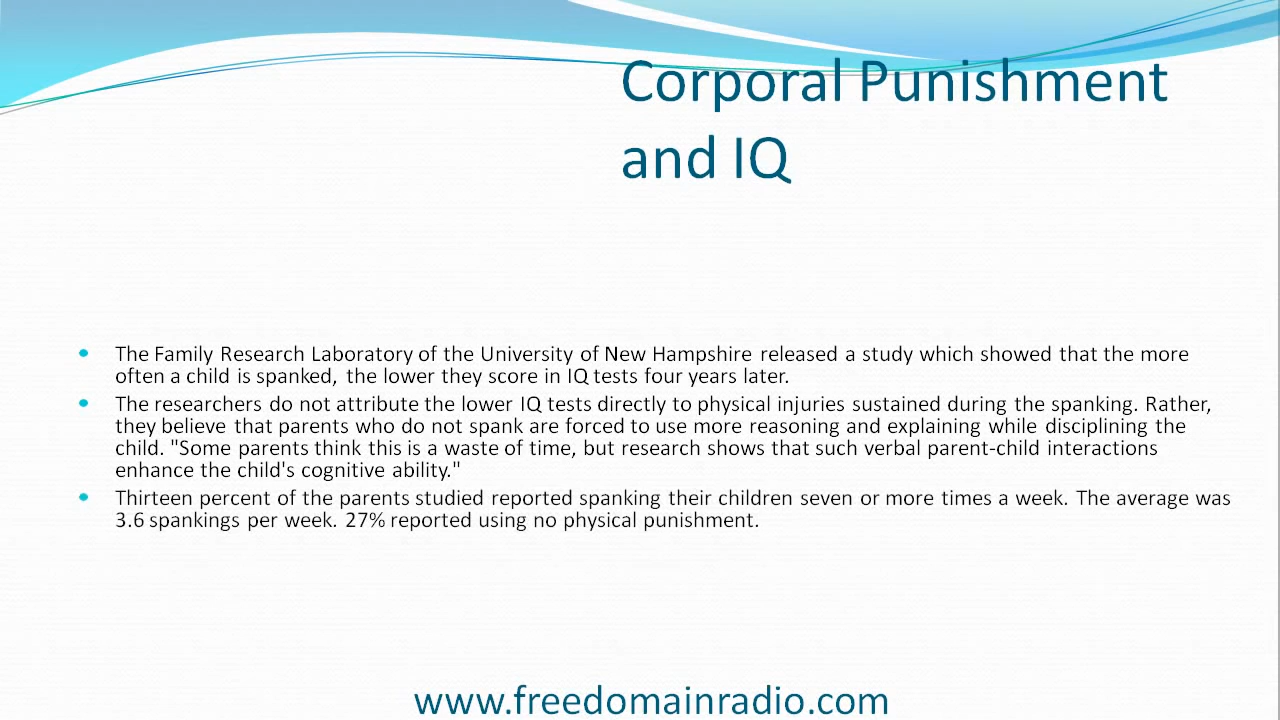 Corporal Punishment
and IQ
The Family Research Laboratory of the University of New Hampshire released a study which showed that the more
often a child is spanked, the lower they score in IQ tests four years later.
The researchers do not attribute the lower IQ tests directly to physical injuries sustained during the spanking. Rather,
they believe that parents who do not spank are forced to use more reasoning and explaining while disciplining the
child. "Some parents think this is a waste of time, but research shows that such verbal parent-child interactions
enhance the child's cognitive ability."
Thirteen percent of the parents studied reported spanking their children seven or more times a week. The average was
3.6 spankings per week. 27% reported using no physical punishment.
www.freedomainradio.com